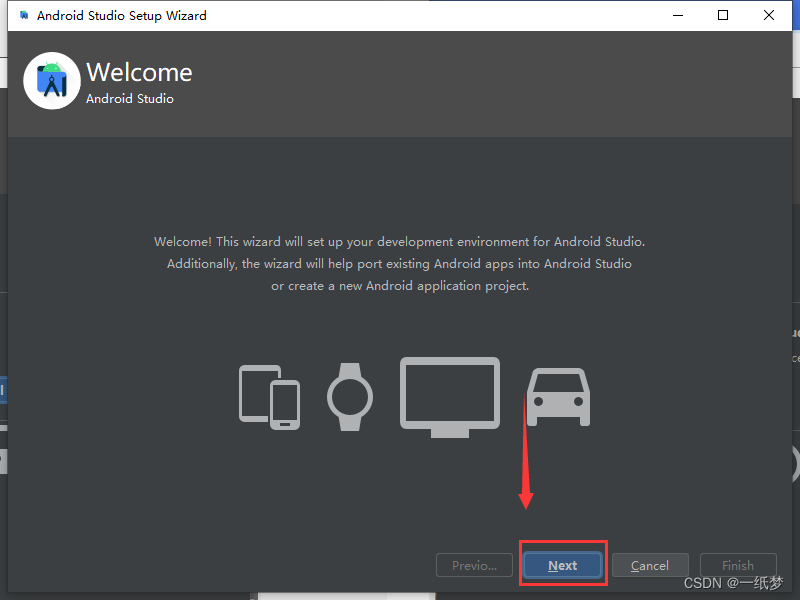 Android Studio Setup Wizard
Welcome
Android Studio
Welcome! This wizard will set up your development environment for Android Studio.
Additionally, the wizard will help port existing Android apps into Android Studio
or create a new Android application project.
Previo... Next Cancel Finish
CSDN @一纸梦